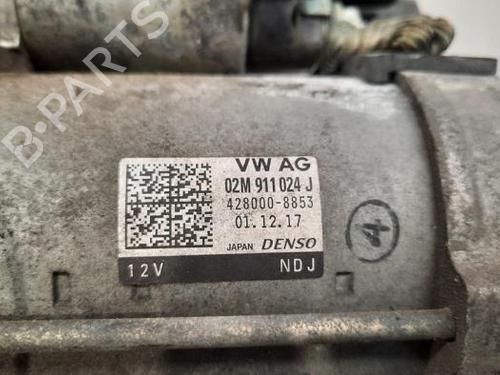 B-PARTS
VW AG
02M 911 024 J
428000-8853
01.12.17
JAPAN DENSO
12V NDJ
4